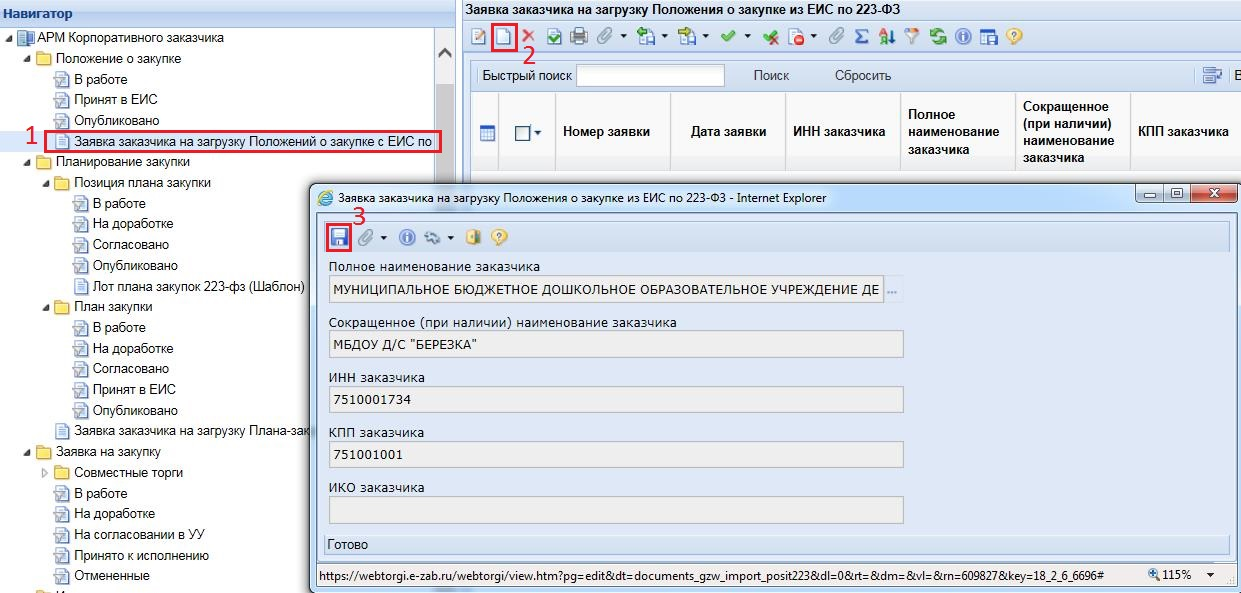 Навигатор
АРМ Корпоративного заказчика
Положение о закупке
В работе
Принят в ЕИС
Опубликовано
1
Заявка заказчика на загрузку Положений о закупке с ЕИС по
Планирование закупки
Позиция плана закупки
В работе
На доработке
Согласовано
Опубликовано
Лот плана закупок 223-фз (Шаблон)
План закупки
В работе
На доработке
Согласовано
Принят в ЕИС
Опубликовано
Заявка заказчика на загрузку Плана-зак
Заявка на закупку
Совместные торги
В работе
На доработке
На согласовании в УУ
Принято к исполнению
Отмененные
Заявка заказчика на загрузку Положения о закупке из ЕИС по 223-ФЗ
2
Быстрый поиск Поиск Сбросить В
Номер заявки
Дата заявки
ИНН заказчика
Полное
наименование
заказчика
Сокращенное
(при наличии)
наименование
заказчика
КПП заказчика
Заявка заказчика на загрузку Положения о закупке из ЕИС по 223-ФЗ - Internet Explorer
3
Полное наименование заказчика
МУНИЦИПАЛЬНОЕ БЮДЖЕТНОЕ ДОШКОЛЬНОЕ ОБРАЗОВАТЕЛЬНОЕ УЧРЕЖДЕНИЕ ДЕ ...
Сокращенное (при наличии) наименование заказчика
МБДОУ Д/С "БЕРЕЗКА"
ИНН заказчика
7510001734
КПП заказчика
751001001
ИКО заказчика
Готово
https://webtorgi.e-zab.ru/webtorgi/view.htm?pg=edit&dt=documents_gzw_import_posit223&dl=0&rt=&dm=&vl=&rn=609827&key=18_2_6_6696# 115%